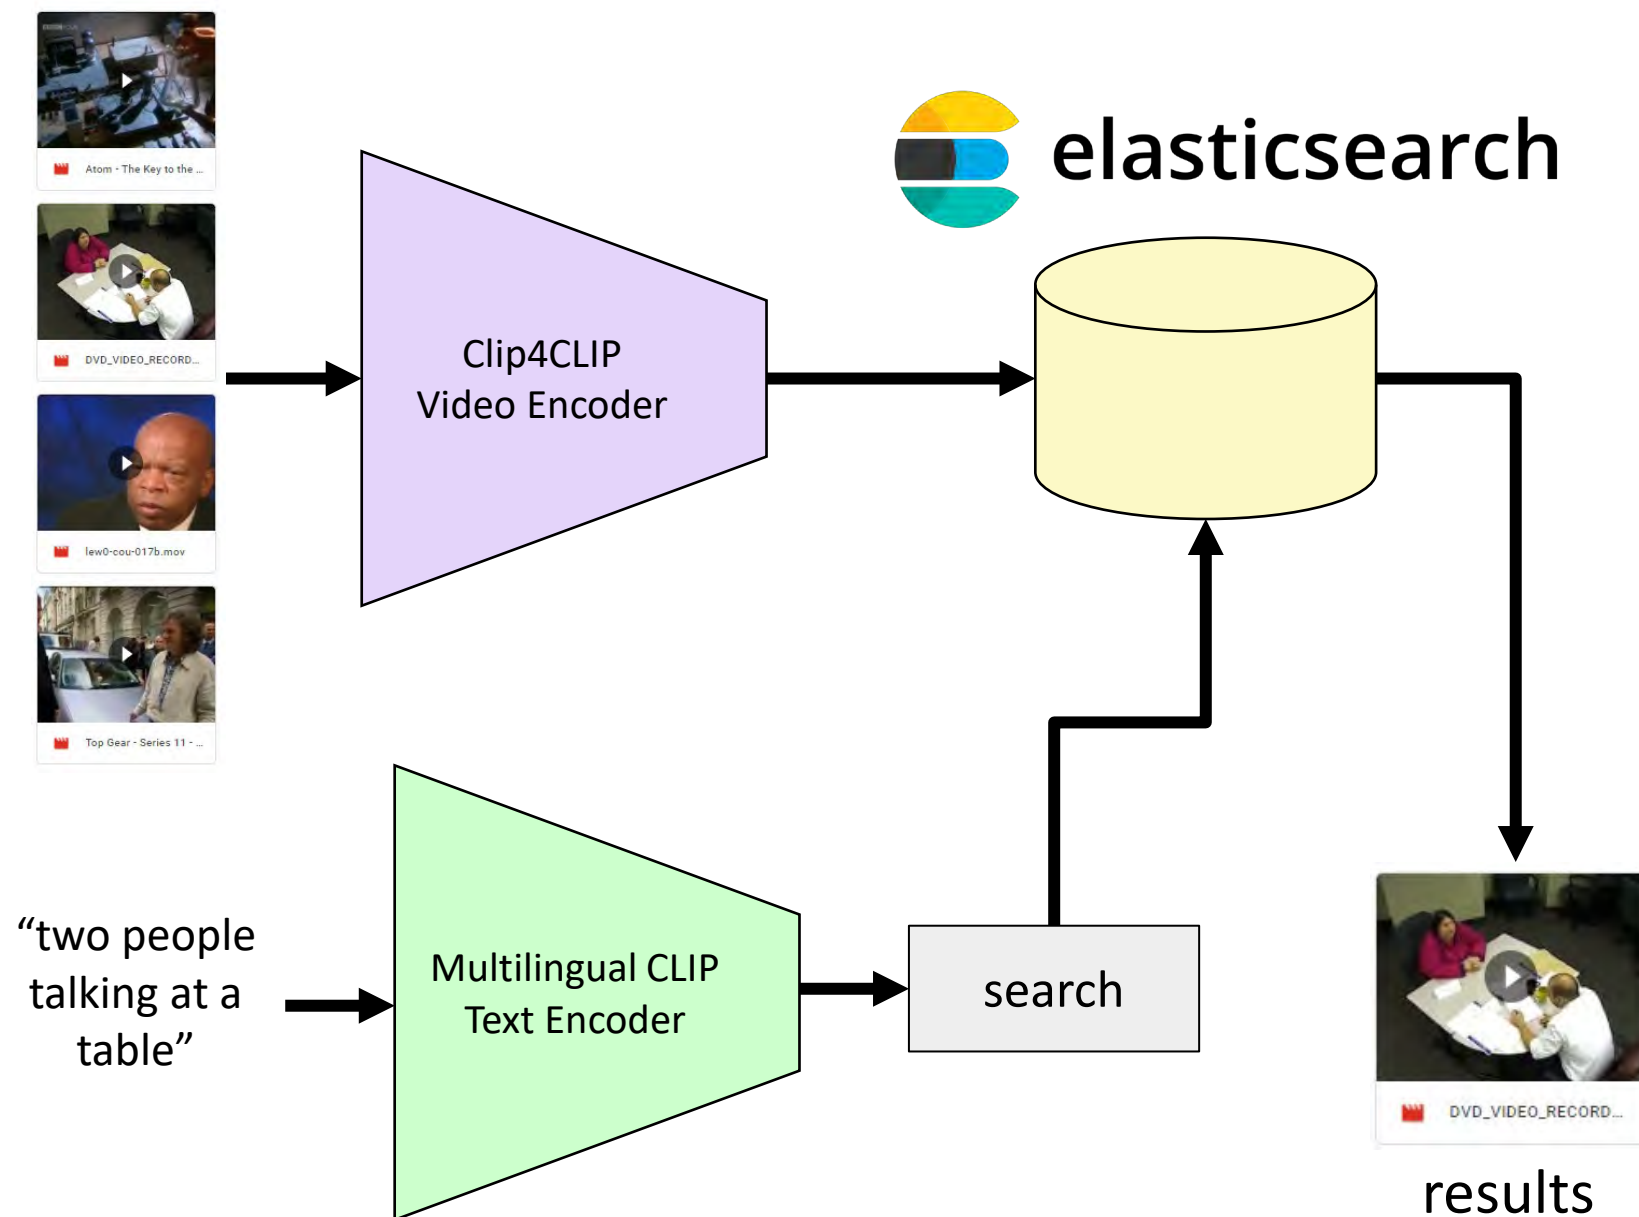 Atom - The Key to the ...
DVD_VIDEO_RECORD...
lew0-cou-017b.mov
Top Gear - Series 11 - ...
Clip4CLIP
Video Encoder
elasticsearch
“two people
talking at a
table”
Multilingual CLIP
Text Encoder
search
DVD_VIDEO_RECORD...
results